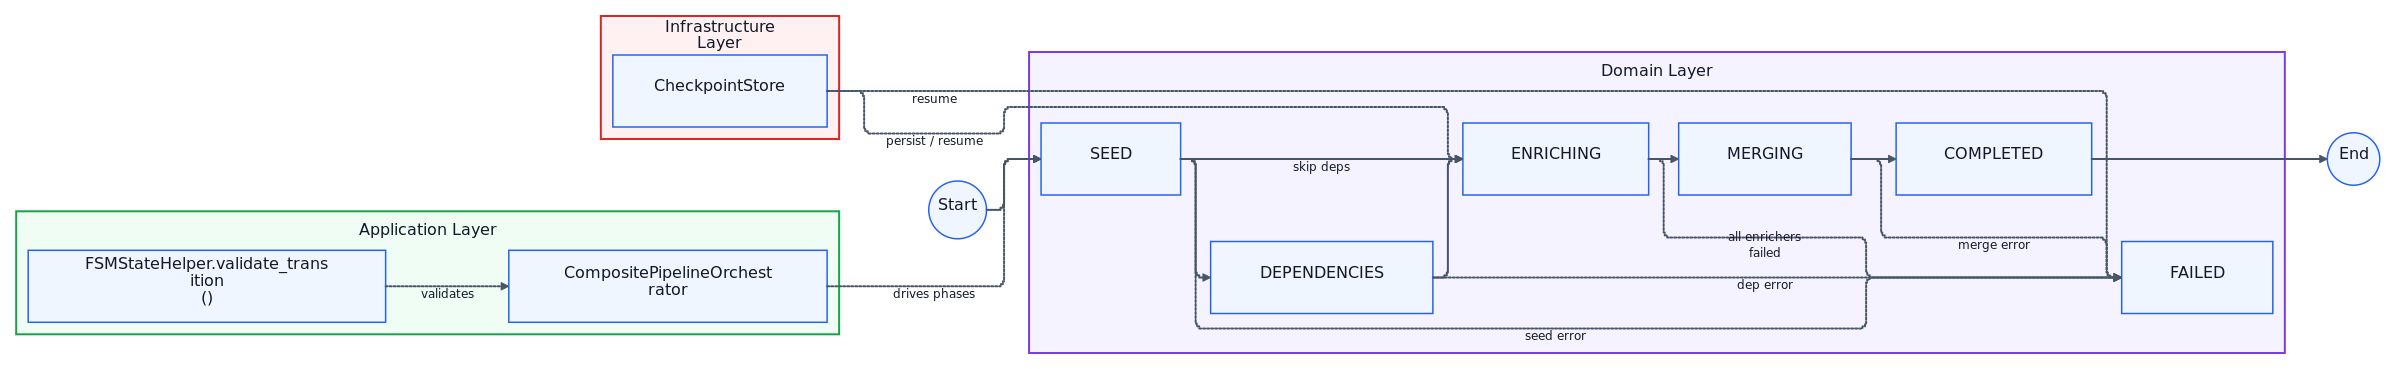 Infrastructure
Layer
CheckpointStore
resume
persist / resume
Domain Layer
SEED
skip deps
ENRICHING
MERGING
COMPLETED
End
Start
Application Layer
FSMStateHelper.validate_trans
ition
()
validates
CompositePipelineOrchest
rator
drives phases
DEPENDENCIES
all enrichers
failed
merge error
dep error
FAILED
seed error